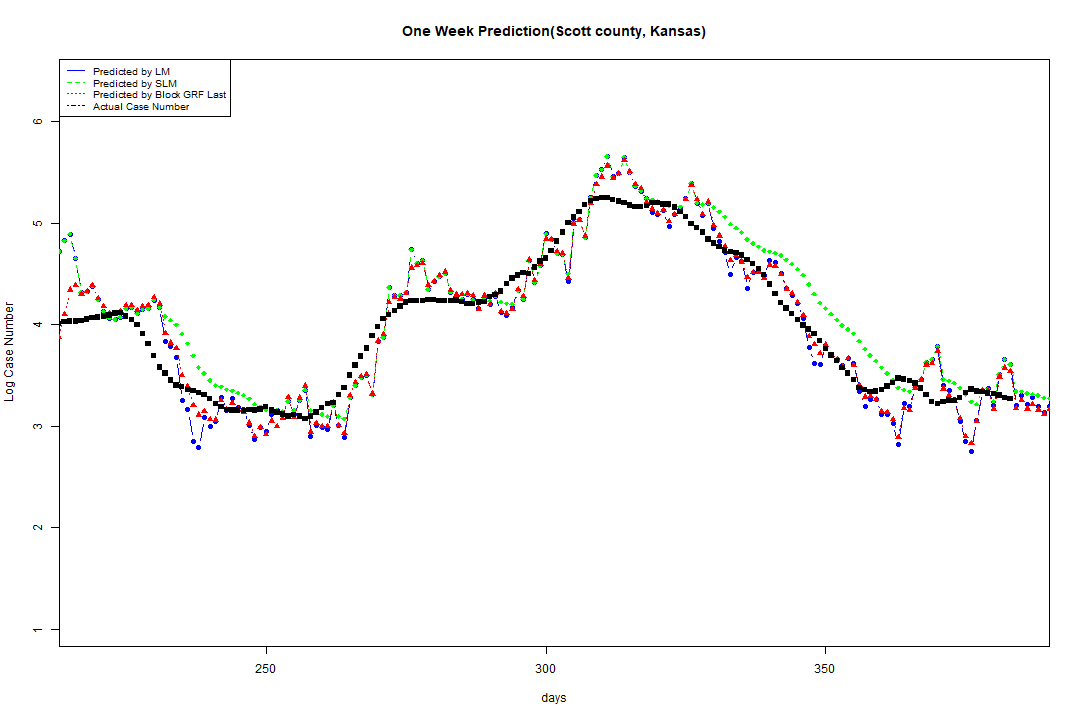 One Week Prediction(Scott county, Kansas)
Predicted by LM
Predicted by SLM
Predicted by Block GRF Last
Actual Case Number
6
5
4
3
2
1
Log Case Number
250 300 350
days